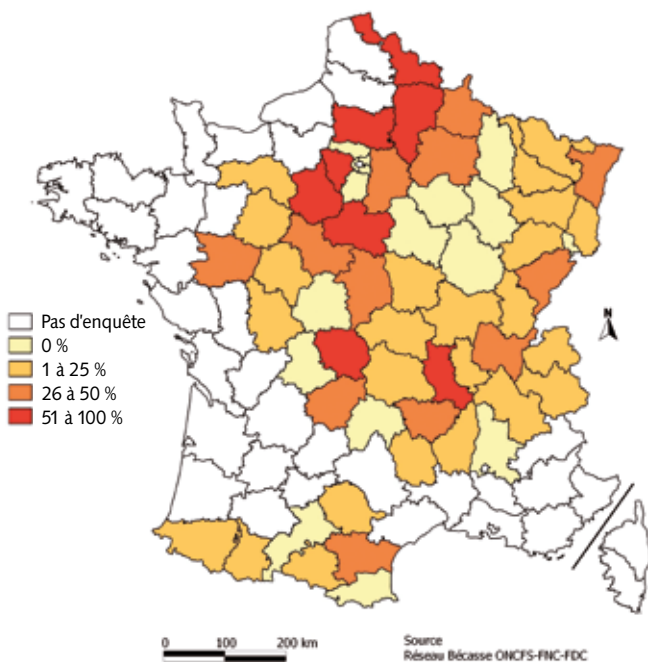 Pas d'enquête
0 %
1 à 25 %
26 à 50 %
51 à 100 %
N
0 100 200 km
Source
Réseau Bécasse ONCFS-FNC-FDC